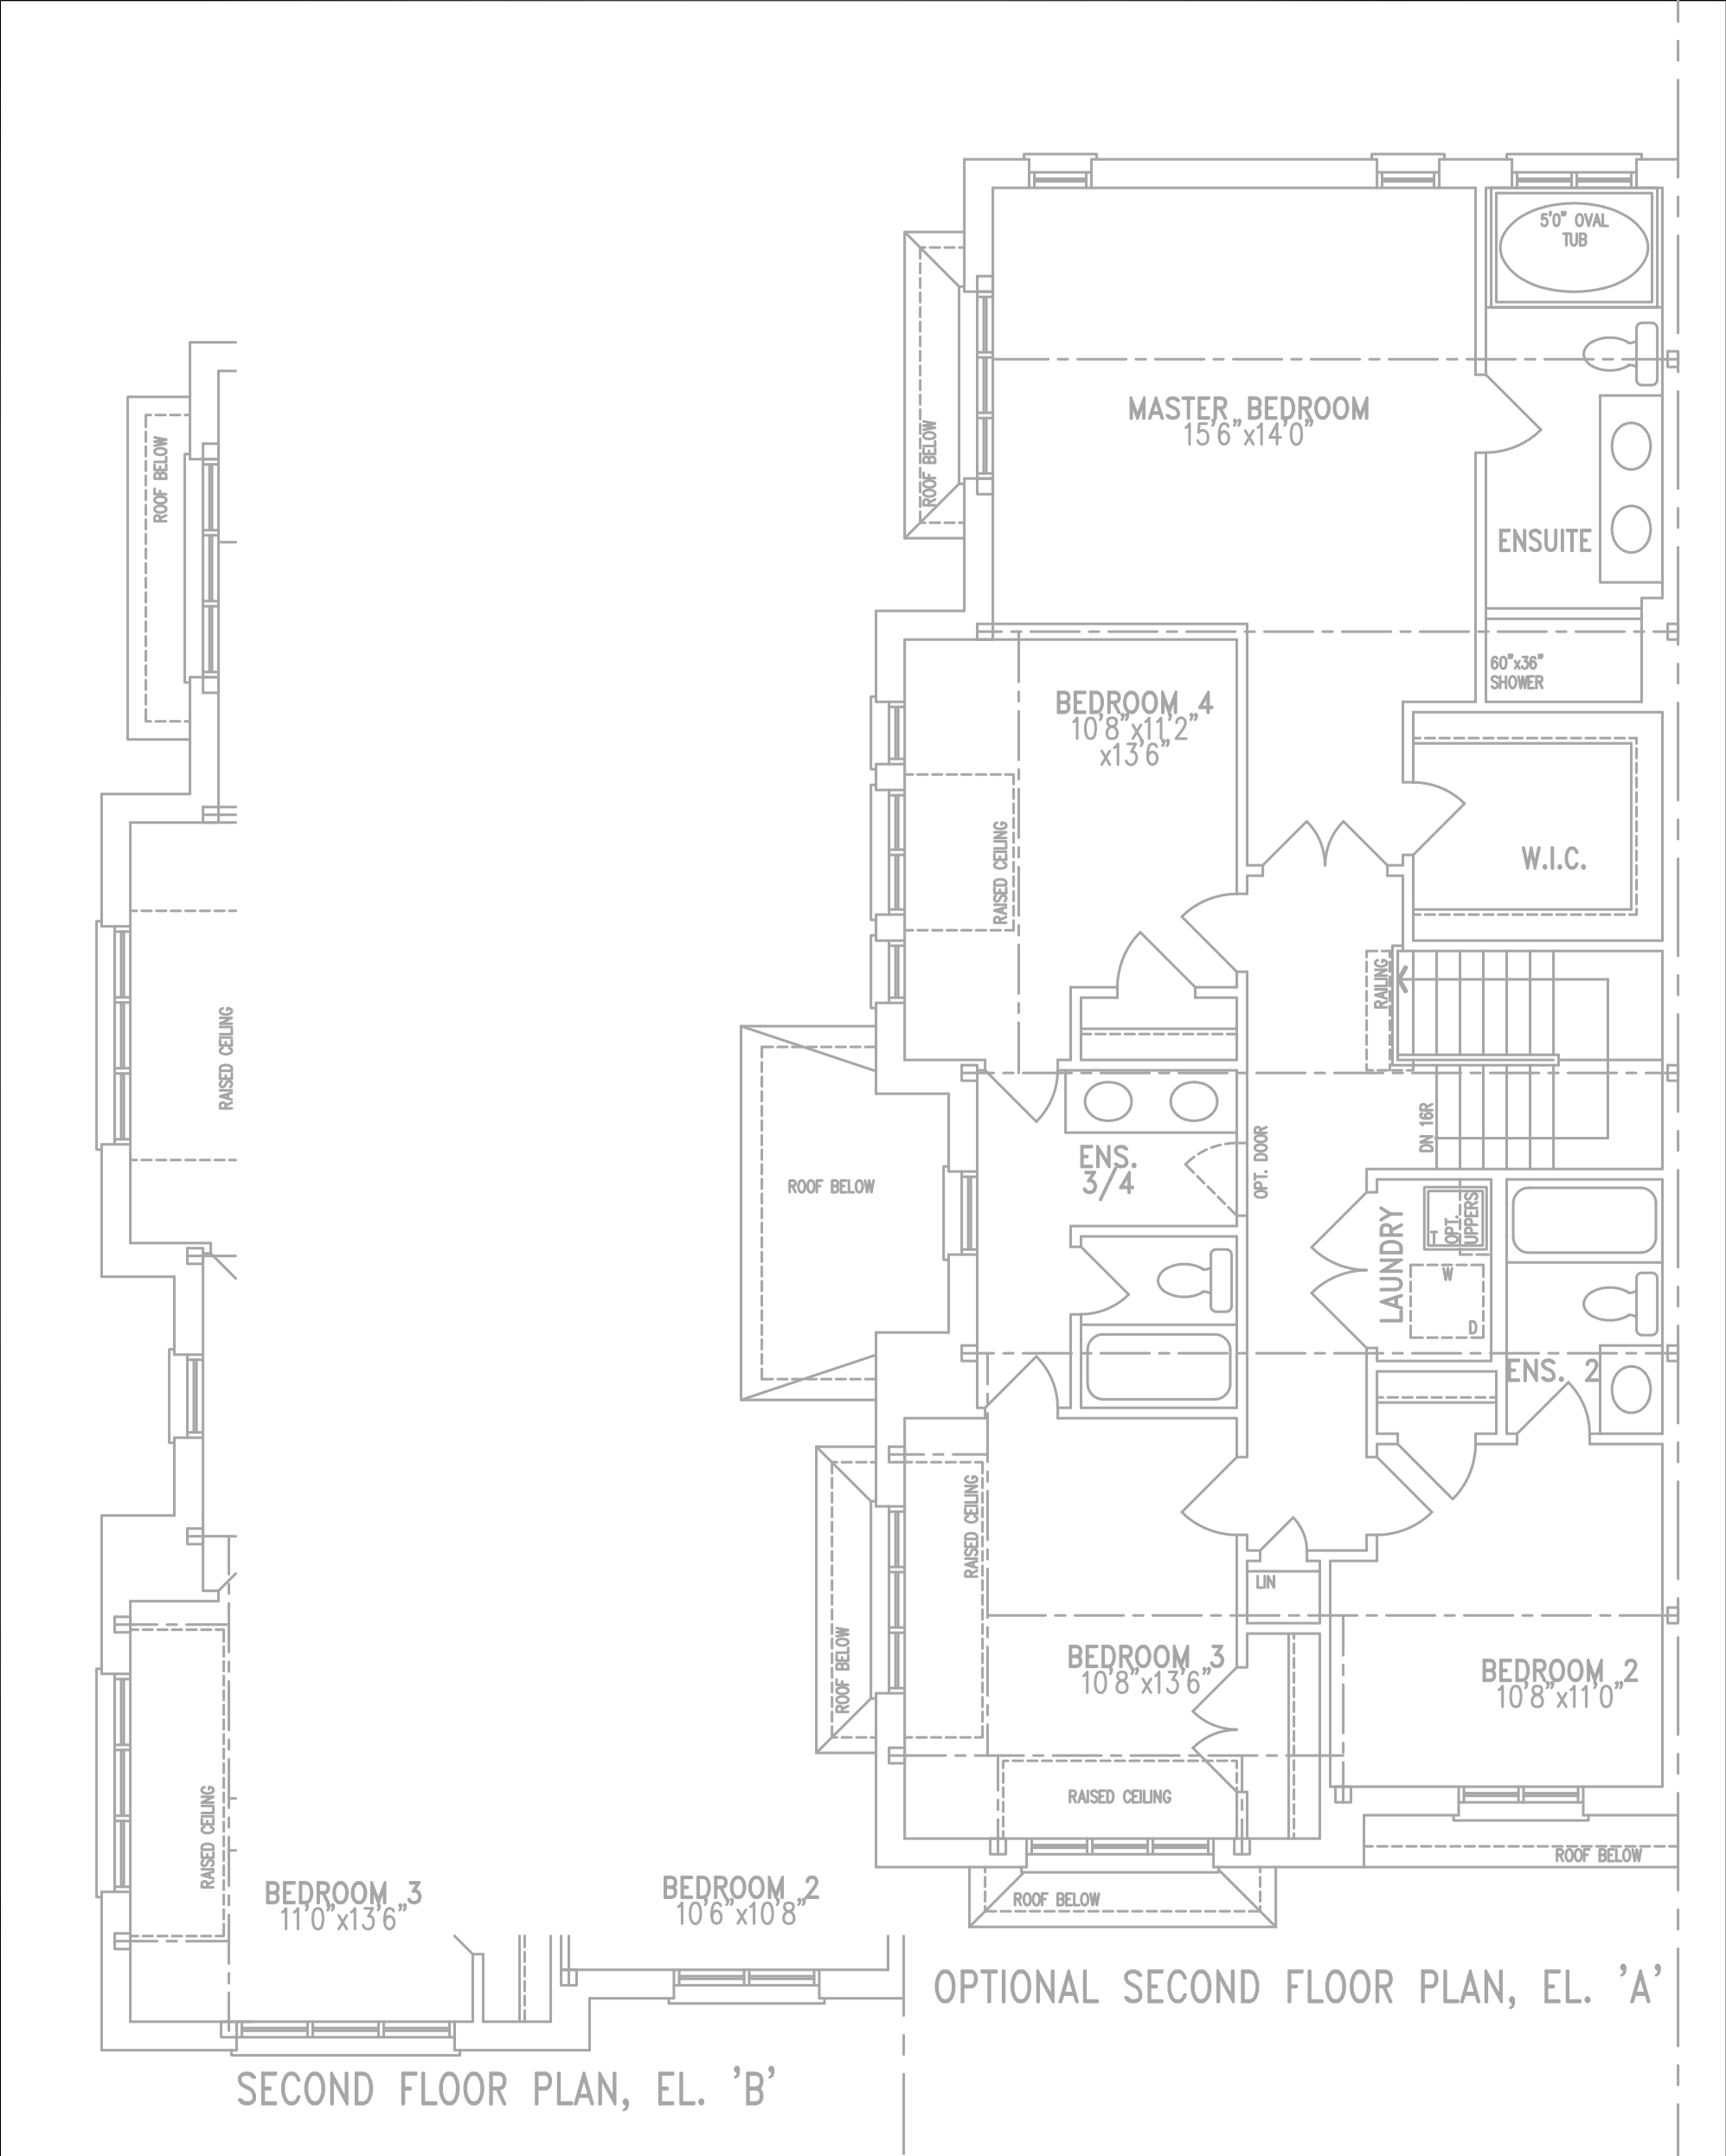 5'0" OVAL
TUB
MASTER BEDROOM
15'6"x14'0"
ROOF BELOW
ROOF BELOW
ENSUITE
60"x36"
SHOWER
BEDROOM 4
10'8"x11'2"
x13'6"
RAISED CEILING
W.I.C.
RAILING
RAISED CEILING
DN 16R
OPT. DOOR
ENS.
3/4
ROOF BELOW
LAUNDRY
T
OPT.
UPPERS
W
D
ENS. 2
RAISED CEILING
LIN
ROOF BELOW
BEDROOM 3
10'8"x13'6"
BEDROOM 2
10'8"x11'0"
RAISED CEILING
RAISED CEILING
ROOF BELOW
ROOF BELOW
BEDROOM 3
11'0"x13'6"
BEDROOM 2
10'6"x10'8"
OPTIONAL SECOND FLOOR PLAN, EL. 'A'
SECOND FLOOR PLAN, EL. 'B'